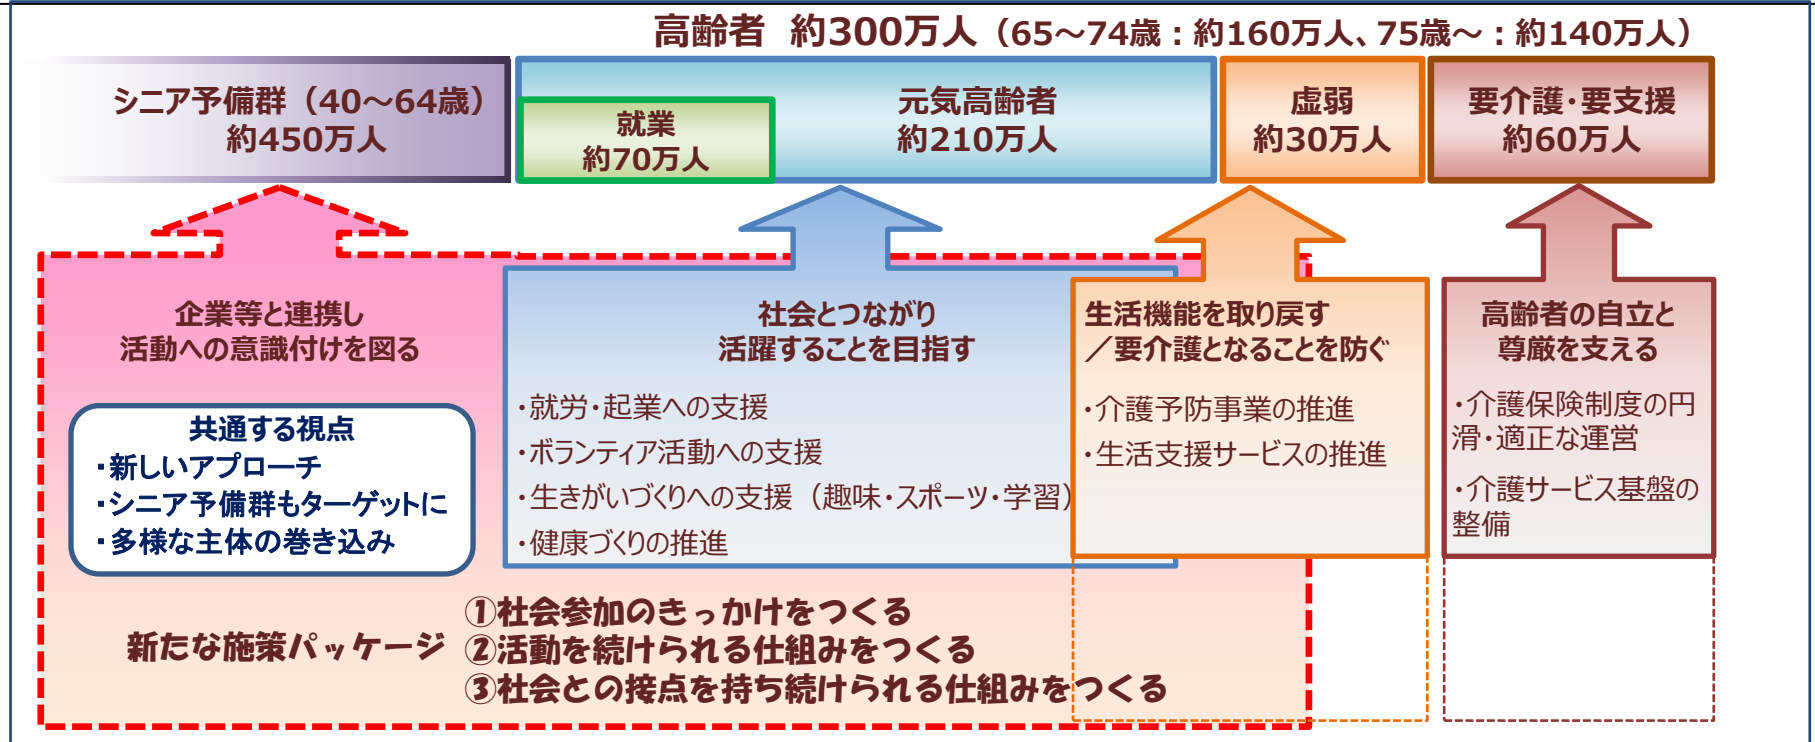 高齢者 約300万人（65～74歳：約160万人、75歳～：約140万人）
シニア予備群（40～64歳）
約450万人
就業
約70万人
元気高齢者
約210万人
虚弱
約30万人
要介護・要支援
約60万人
企業等と連携し
活動への意識付けを図る
共通する視点
・新しいアプローチ
・シニア予備群もターゲットに
・多様な主体の巻き込み
社会とつながり
活躍することを目指す
・就労・起業への支援
・ボランティア活動への支援
・生きがいづくりへの支援（趣味・スポーツ・学習）
・健康づくりの推進
生活機能を取り戻す
／要介護となることを防ぐ
・介護予防事業の推進
・生活支援サービスの推進
高齢者の自立と
尊厳を支える
・介護保険制度の円
滑・適正な運営
・介護サービス基盤の
整備
新たな施策パッケージ
①社会参加のきっかけをつくる
②活動を続けられる仕組みをつくる
③社会との接点を持ち続けられる仕組みをつくる